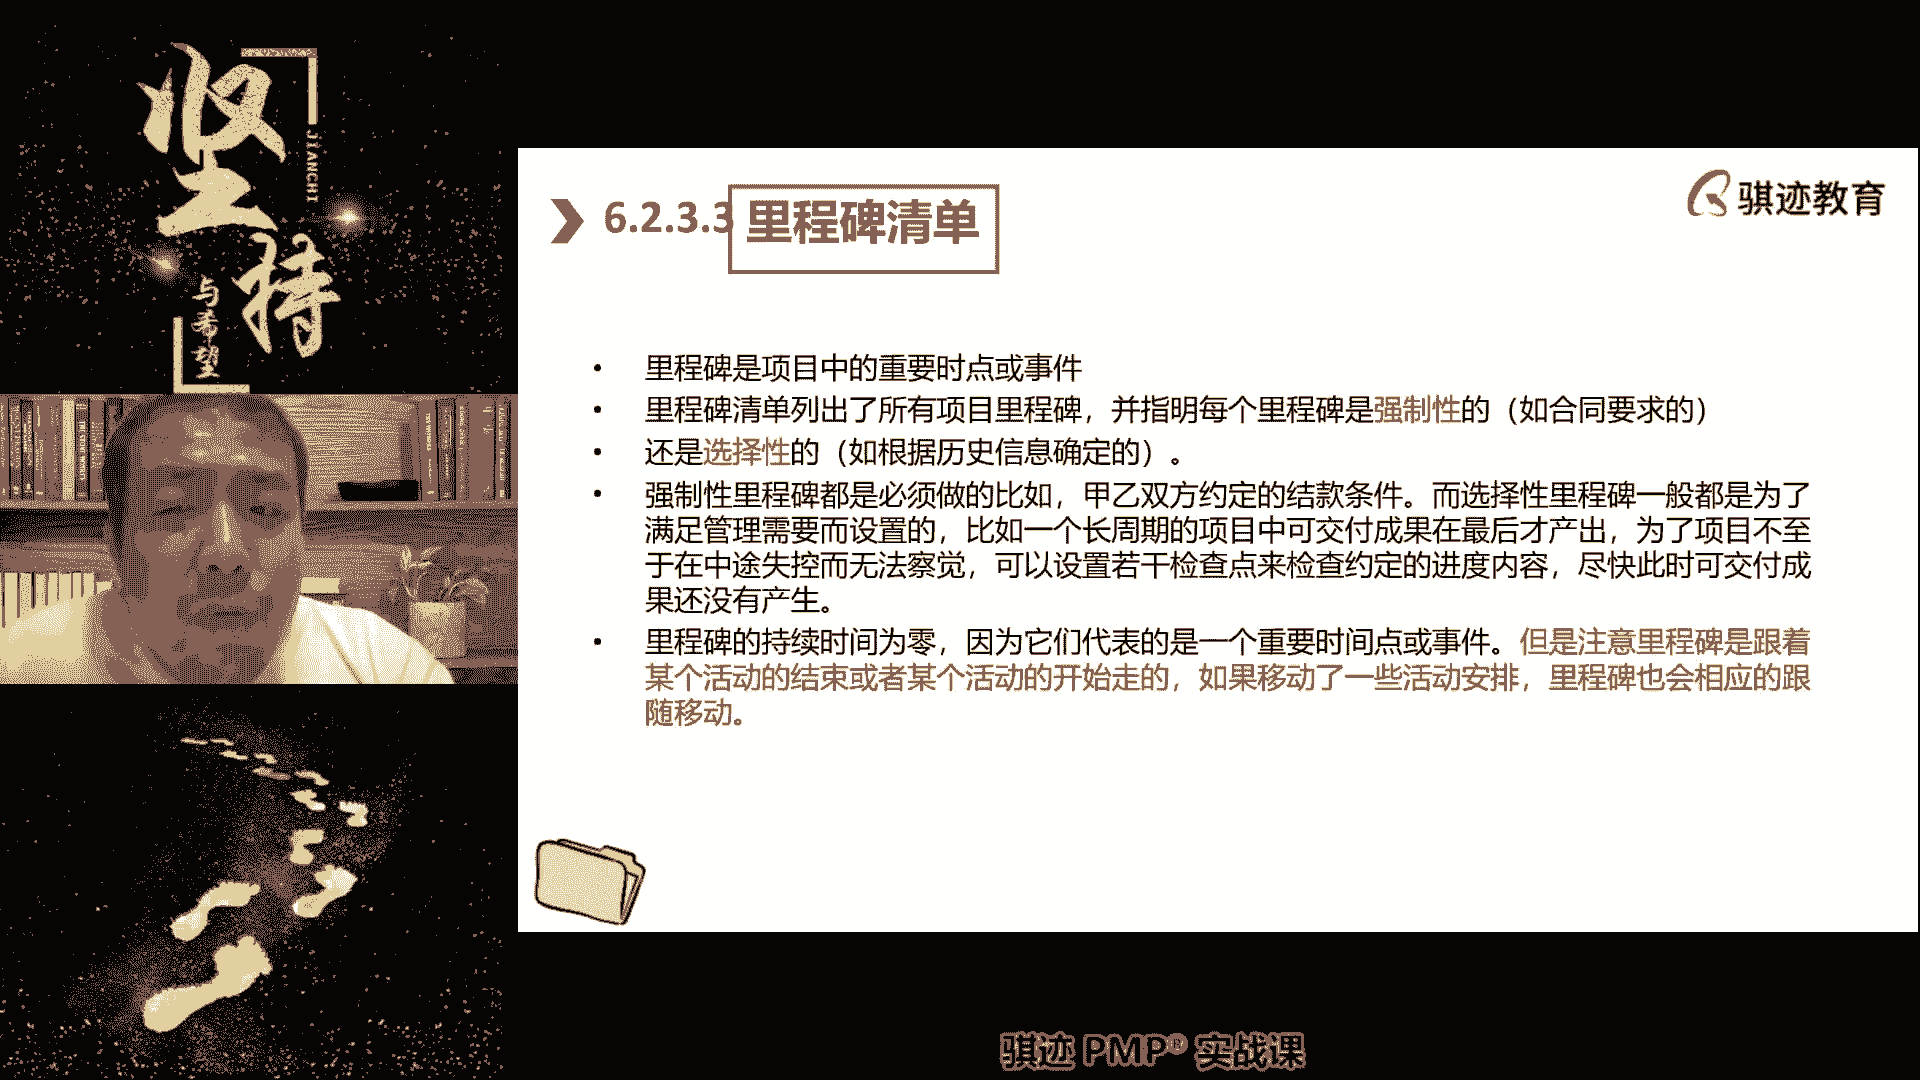 坚持
JIANCHI
与希望
骐迹教育
6.2.3.3 里程碑清单
• 里程碑是项目中的重要时点或事件
• 里程碑清单列出了所有项目里程碑，并指明每个里程碑是强制性的（如合同要求的）
• 还是选择性的（如根据历史信息确定的）。
• 强制性里程碑都是必须做的比如，甲乙双方约定的结款条件。而选择性里程碑一般都是为了
满足管理需要而设置的，比如一个长周期的项目中可交付成果在最后才产出，为了项目不至
于在中途失控而无法察觉，可以设置若干检查点来检查约定的进度内容，尽快此时可交付成
果还没有产生。
• 里程碑的持续时间为零，因为它们代表的是一个重要时间点或事件。但是注意里程碑是跟着
某个活动的结束或者某个活动的开始走的，如果移动了一些活动安排，里程碑也会相应的跟
随移动。
骐迹 PMP® 实战课